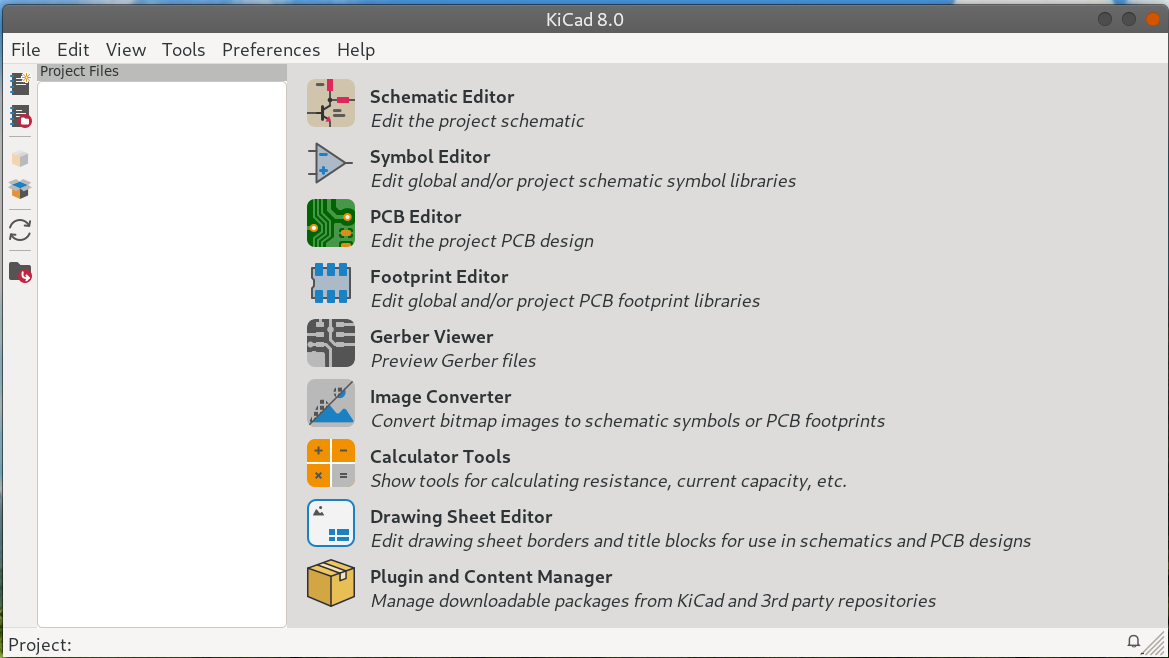 KiCad 8.0
File Edit View Tools Preferences Help
Project Files
Schematic Editor
Edit the project schematic
Symbol Editor
Edit global and/or project schematic symbol libraries
PCB Editor
Edit the project PCB design
Footprint Editor
Edit global and/or project PCB footprint libraries
Gerber Viewer
Preview Gerber files
Image Converter
Convert bitmap images to schematic symbols or PCB footprints
Calculator Tools
Show tools for calculating resistance, current capacity, etc.
Drawing Sheet Editor
Edit drawing sheet borders and title blocks for use in schematics and PCB designs
Plugin and Content Manager
Manage downloadable packages from KiCad and 3rd party repositories
Project: